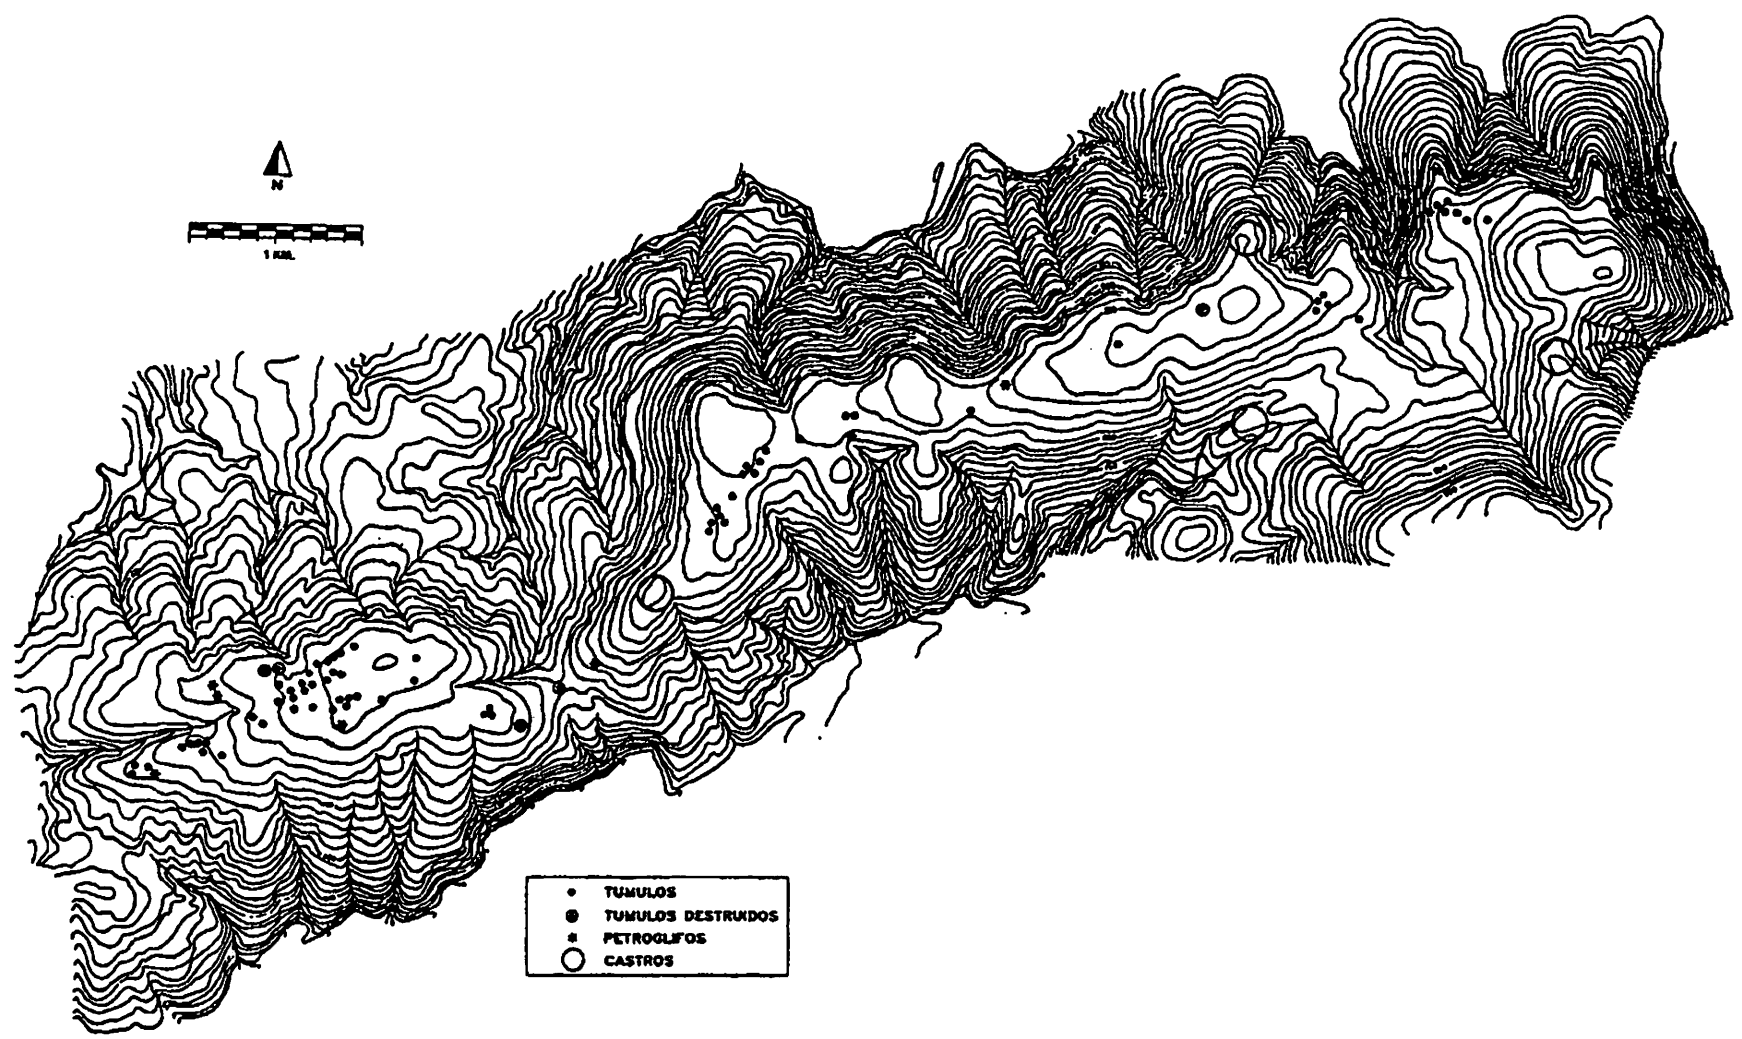 N
1 KM.
TUMULOS
TUMULOS DESTRUIDOS
PETROGLIFOS
CASTROS